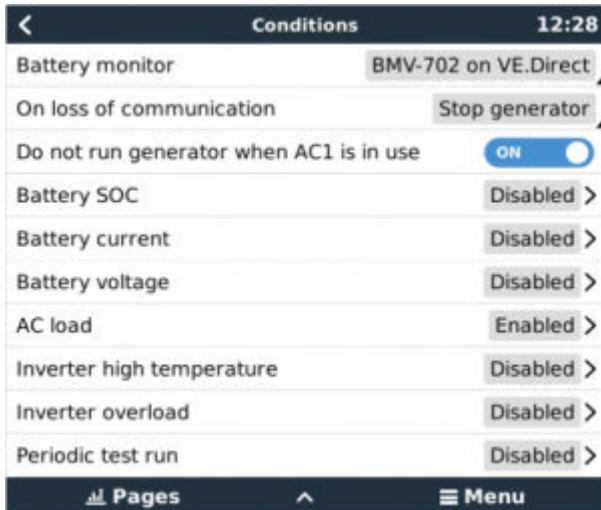 Conditions 12:28
Battery monitor BMV-702 on VE.Direct
On loss of communication Stop generator
Do not run generator when AC1 is in use ON
Battery SOC Disabled
Battery current Disabled
Battery voltage Disabled
AC load Enabled
Inverter high temperature Disabled
Inverter overload Disabled
Periodic test run Disabled
Pages Menu